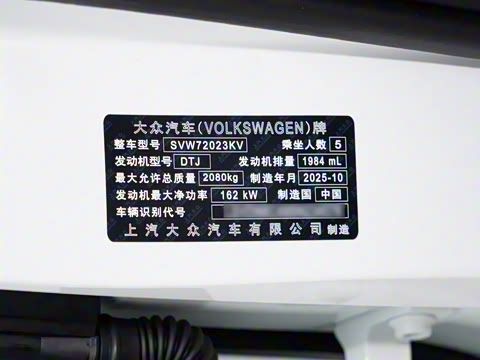 大众汽车(VOLKSWAGEN)牌
整车型号 SVW72023KV 乘坐人数 5
发动机型号 DTJ 发动机排量 1984 mL
最大允许总质量 2080kg 制造年月 2025-10
发动机最大净功率 162 kW 制造国 中国
车辆识别代号
上汽大众汽车有限公司 制造